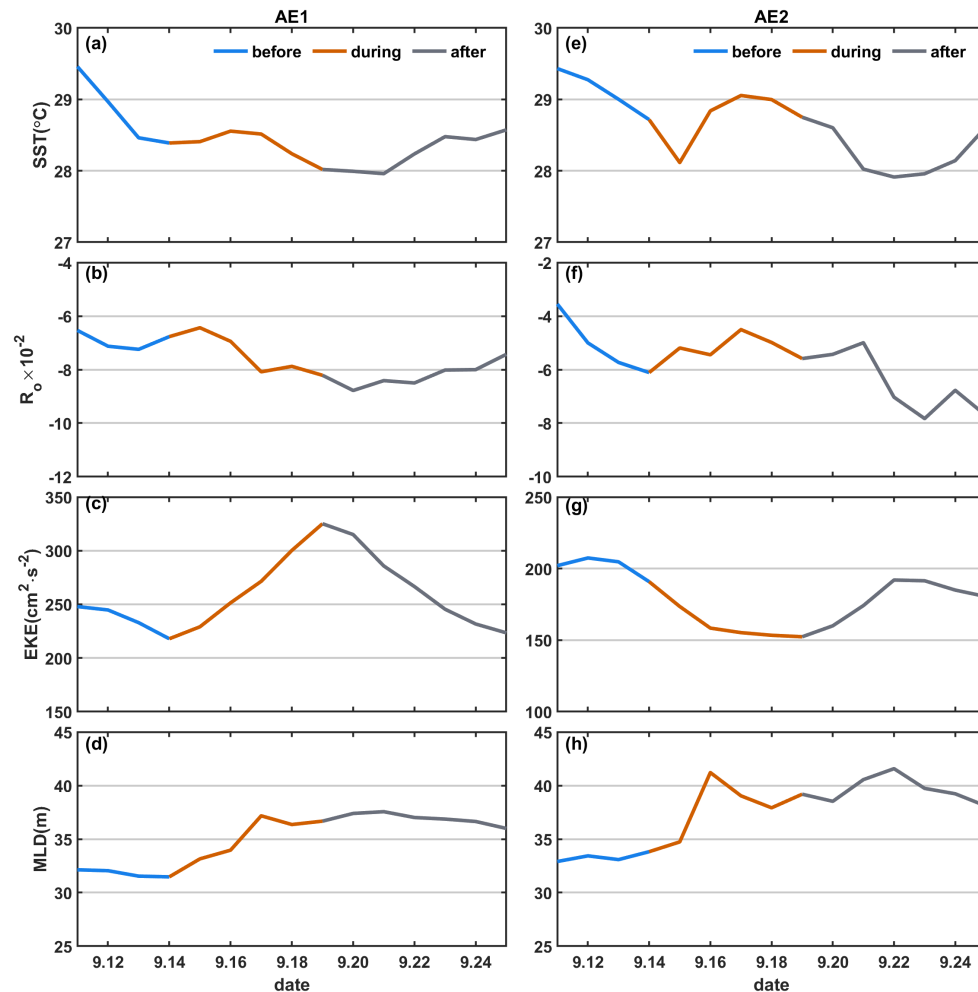 AE1
(a) before during after
30
29
28
27
SST(°C)
(b)
-4
-6
-8
-10
-12
R₀×10⁻²
(c)
350
300
250
200
150
EKE(cm²·s⁻²)
(d)
45
40
35
30
25
MLD(m)
9.12 9.14 9.16 9.18 9.20 9.22 9.24
date
AE2
(e) before during after
30
29
28
27
(f)
-2
-4
-6
-8
-10
(g)
250
200
150
100
(h)
45
40
35
30
25
9.12 9.14 9.16 9.18 9.20 9.22 9.24
date